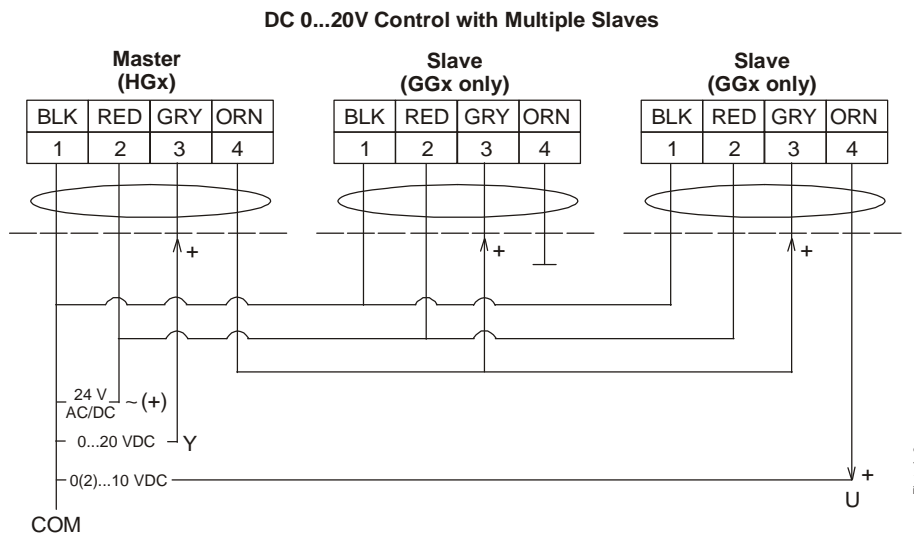 DC 0...20V Control with Multiple Slaves
Master
(HGx)
Slave
(GGx only)
Slave
(GGx only)
BLK RED GRY ORN
1 2 3 4
BLK RED GRY ORN
1 2 3 4
BLK RED GRY ORN
1 2 3 4
+
+
+
24 V
AC/DC
~ (+)
0...20 VDC Y
0(2)...10 VDC
+
U
COM